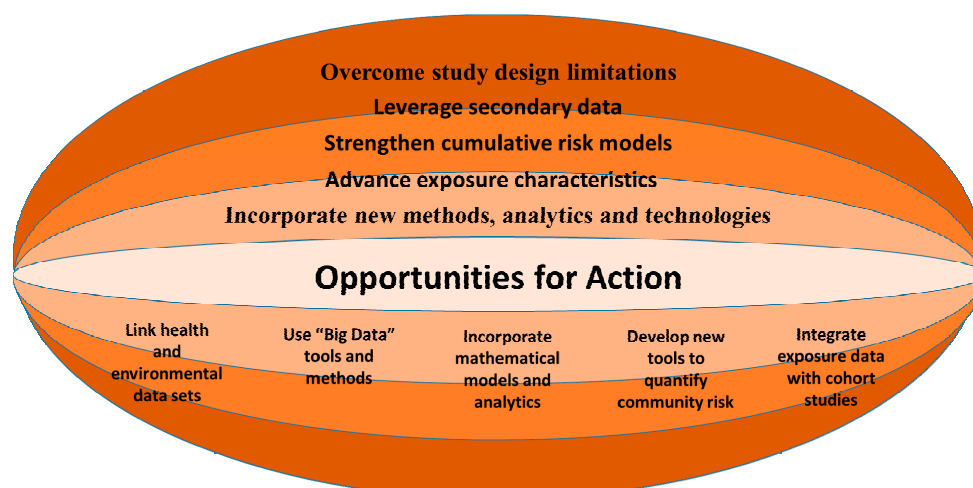 Overcome study design limitations
Leverage secondary data
Strengthen cumulative risk models
Advance exposure characteristics
Incorporate new methods, analytics and technologies
Opportunities for Action
Link health
and
environmental
data sets
Use “Big Data”
tools and
methods
Incorporate
mathematical
models and
analytics
Develop new
tools to
quantify
community risk
Integrate
exposure data
with cohort
studies